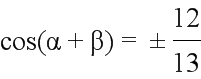 cos(α + β) = ± 12/13